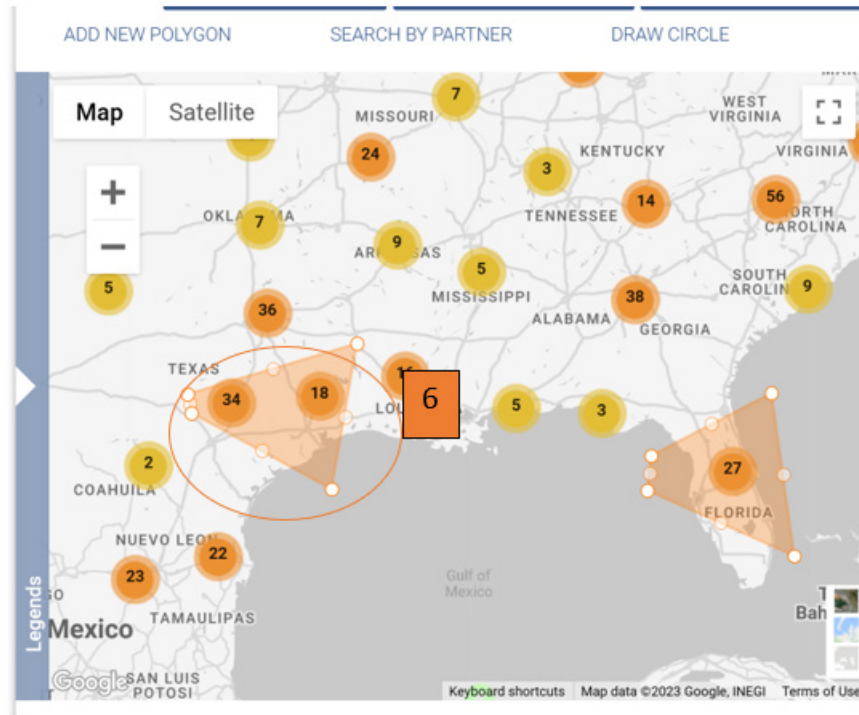 ADD NEW POLYGON SEARCH BY PARTNER DRAW CIRCLE
Map Satellite
7
MISSOURI
WEST
VIRGINIA
24
KENTUCKY
VIRGINIA
3
+
−
14
56
OKLAHOMA
7
TENNESSEE
NORTH
CAROLINA
9
ARKANSAS
5
5
MISSISSIPPI
SOUTH
CAROLIN
9
36
38
ALABAMA
GEORGIA
TEXAS
34
18
6
5
3
2
COAHUILA
27
FLORIDA
NUEVO LEON
22
23
Gulf of
Mexico
TAMAULIPAS
Mexico
Bah
SAN LUIS
POTOSI
Legends
Google
Keyboard shortcuts Map data ©2023 Google, INEGI Terms of Use